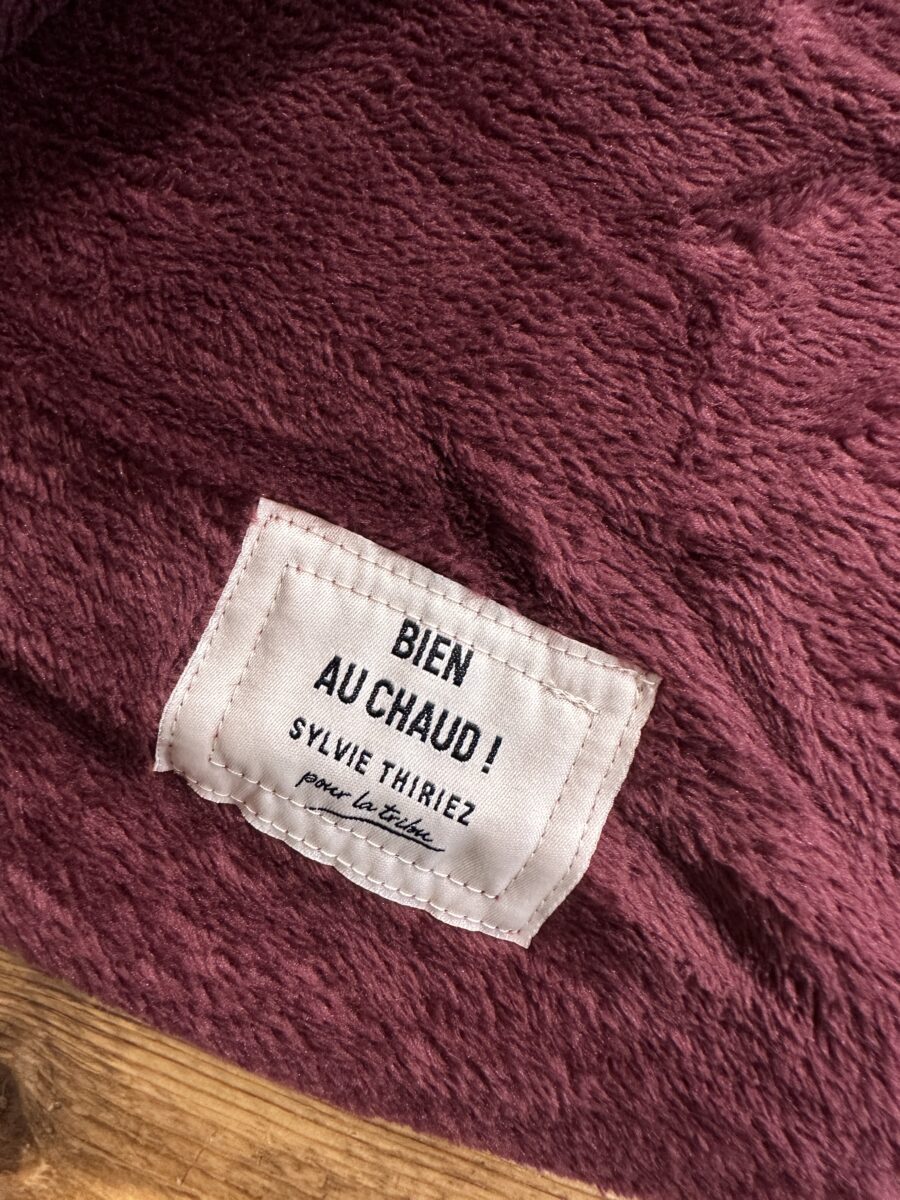 BIEN
AU CHAUD !
SYLVIE THIRIEZ
pour la tribu